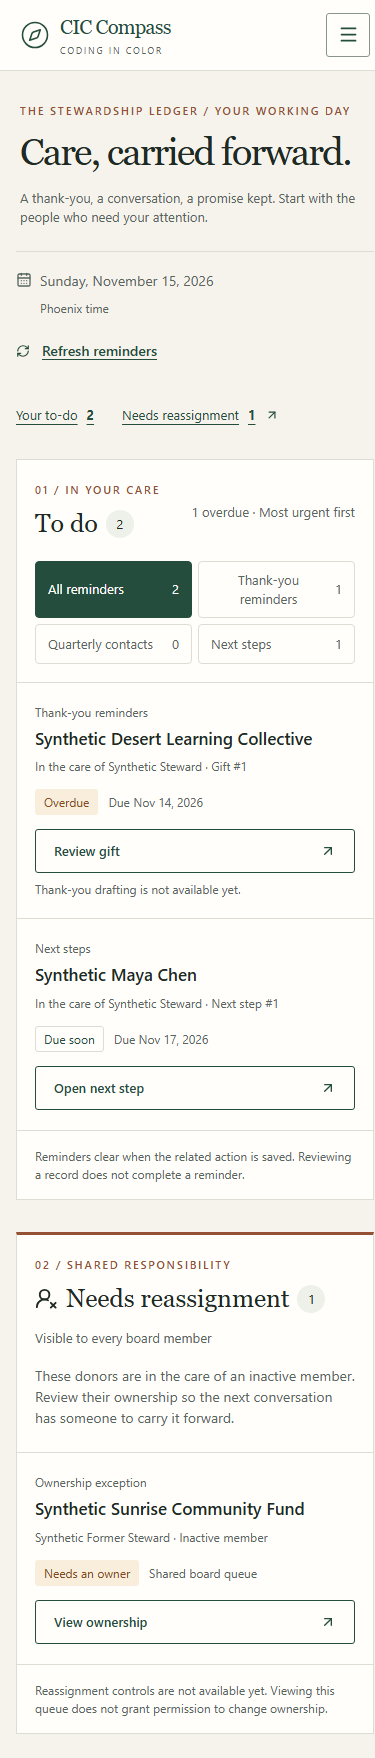 CIC Compass
CODING IN COLOR
THE STEWARDSHIP LEDGER / YOUR WORKING DAY
Care, carried forward.
A thank-you, a conversation, a promise kept. Start with the
people who need your attention.
Sunday, November 15, 2026
Phoenix time
Refresh reminders
Your to-do 2 Needs reassignment 1
01 / IN YOUR CARE
To do 2
1 overdue · Most urgent first
All reminders 2
Thank-you
reminders 1
Quarterly contacts 0
Next steps 1
Thank-you reminders
Synthetic Desert Learning Collective
In the care of Synthetic Steward · Gift #1
Overdue Due Nov 14, 2026
Review gift
Thank-you drafting is not available yet.
Next steps
Synthetic Maya Chen
In the care of Synthetic Steward · Next step #1
Due soon Due Nov 17, 2026
Open next step
Reminders clear when the related action is saved. Reviewing
a record does not complete a reminder.
02 / SHARED RESPONSIBILITY
Needs reassignment 1
Visible to every board member
These donors are in the care of an inactive member.
Review their ownership so the next conversation
has someone to carry it forward.
Ownership exception
Synthetic Sunrise Community Fund
Synthetic Former Steward · Inactive member
Needs an owner Shared board queue
View ownership
Reassignment controls are not available yet. Viewing this
queue does not grant permission to change ownership.